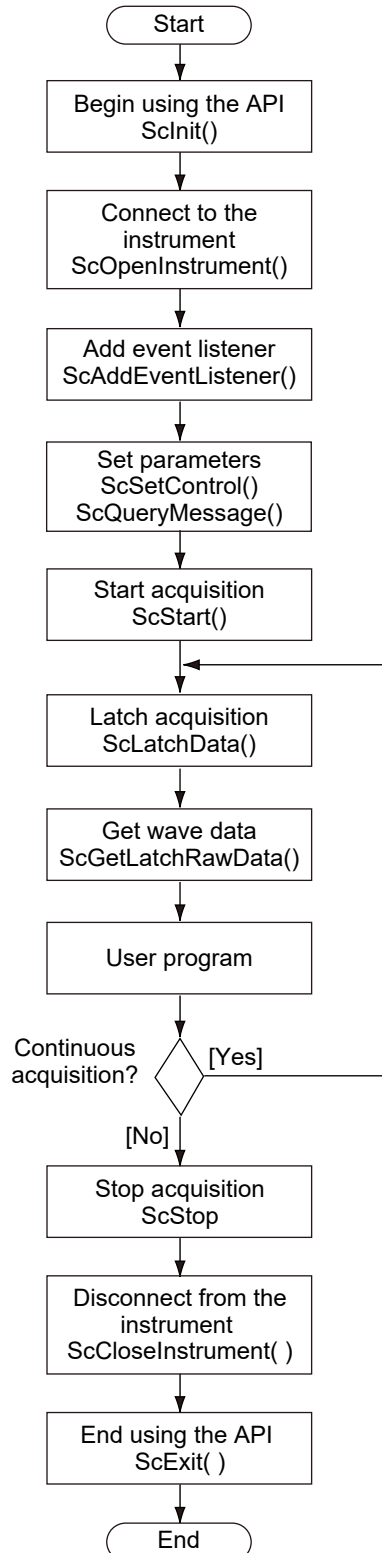 Start
Begin using the API
ScInit()
Connect to the
instrument
ScOpenInstrument()
Add event listener
ScAddEventListener()
Set parameters
ScSetControl()
ScQueryMessage()
Start acquisition
ScStart()
Latch acquisition
ScLatchData()
Get wave data
ScGetLatchRawData()
User program
Continuous
acquisition?
[Yes]
[No]
Stop acquisition
ScStop
Disconnect from the
instrument
ScCloseInstrument( )
End using the API
ScExit( )
End